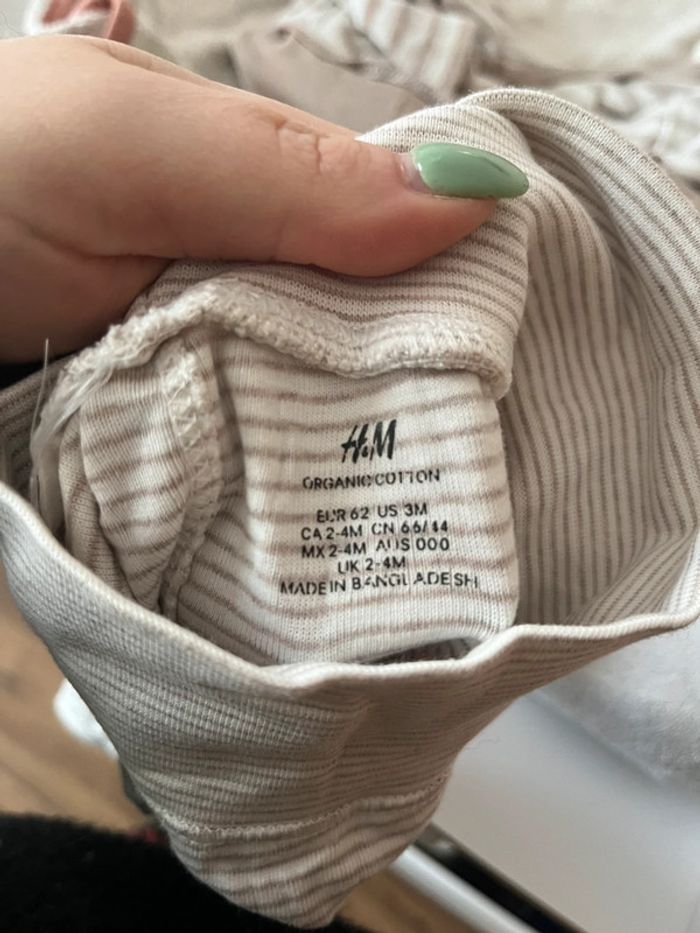 H&M
ORGANIC COTTON
EUR 62 US 3M
CA 2-4M CN 66/44
MX 2-4M AUS 000
UK 2-4M
MADE IN BANGLADESH